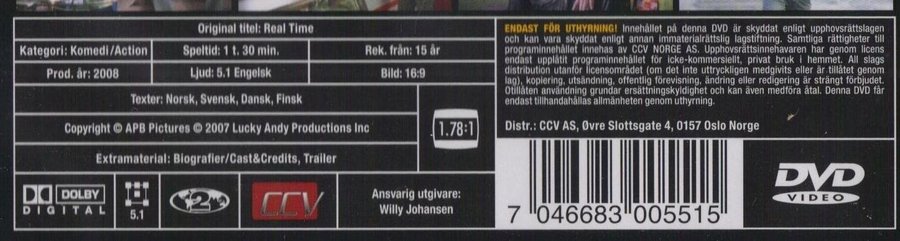 Original titel: Real Time
Kategori: Komedi/Action
Speltid: 1 t. 30 min.
Rek. från: 15 år
Prod. år: 2008
Ljud: 5.1 Engelsk
Bild: 16:9
Texter: Norsk, Svensk, Dansk, Finsk
Copyright © APB Pictures © 2007 Lucky Andy Productions Inc
1.78:1
Extramaterial: Biografier/Cast&Credits, Trailer
DOLBY
DIGITAL
5.1
2
CCV
Ansvarig utgivare:
Willy Johansen
ENDAST FÖR UTHYRNING! Innehållet på denna DVD är skyddat enligt upphovsrättslagen
och kan vara skyddat enligt annan immaterialrättslig lagstiftning. Samtliga rättigheter till
programinnehållet innehas av CCV NORGE AS. Upphovsrättsinnehavaren har genom licens
endast upplåtit programinnehållet för icke-kommersiellt, privat bruk i hemmet. All slags
distribution utanför licensområdet (om det inte uttryckligen medgivits eller är tillåtet genom
lag), kopiering, utsändning, offentlig förevisning, ändring eller redigering är strängt förbjudet.
Otillåten användning grundar ersättningskyldighet och kan även medföra åtal. Denna DVD får
endast tillhandahållas allmänheten genom uthyrning.
Distr.: CCV AS, Øvre Slottsgate 4, 0157 Oslo Norge
7 046683 005515
DVD
VIDEO